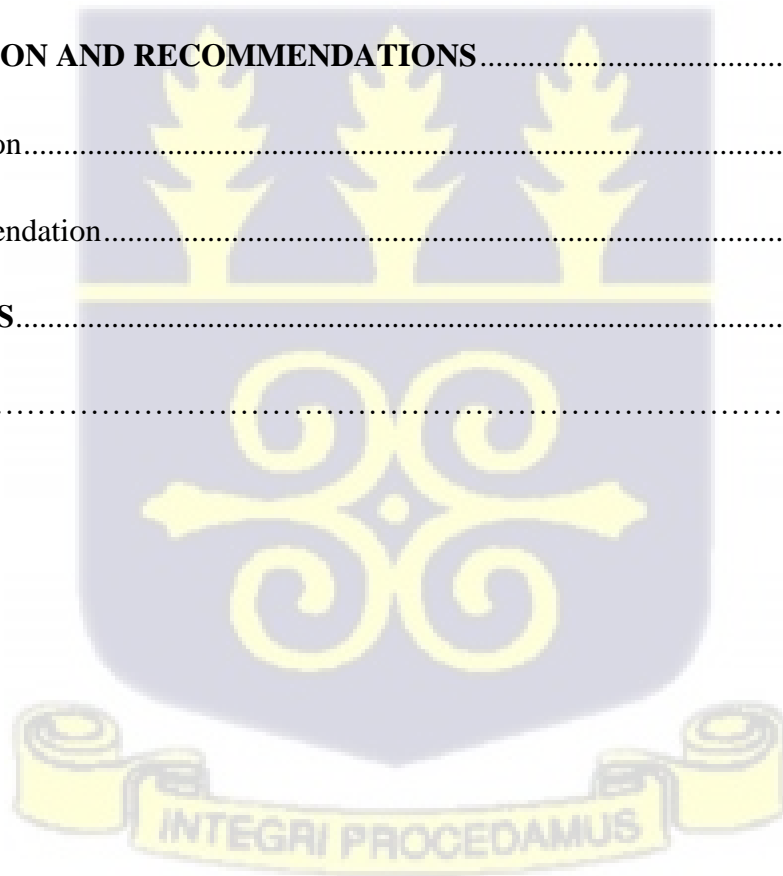 ON AND RECOMMENDATIONS................................
on................................................................
endation................................................................
S................................................................
................................................................
INTEGRI PROCEDAMUS